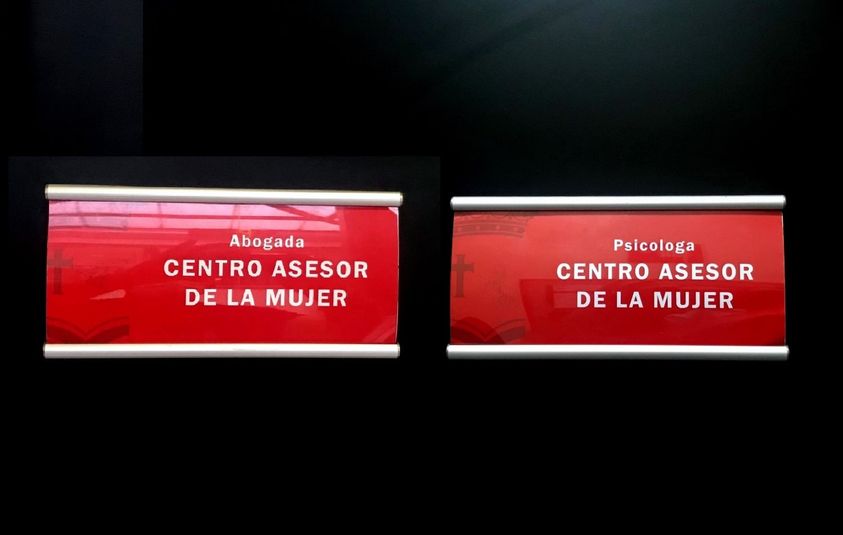 Abogada
CENTRO ASESOR
DE LA MUJER
Psicologa
CENTRO ASESOR
DE LA MUJER